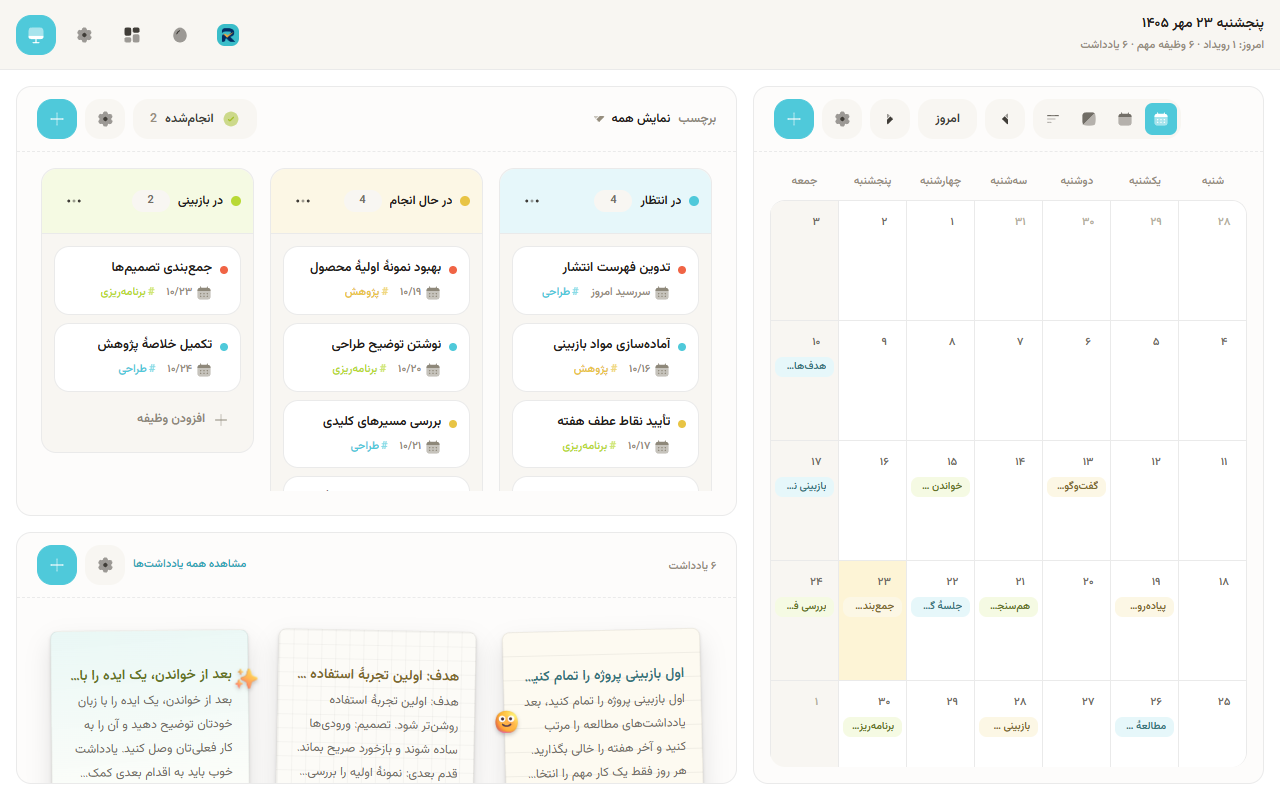 پنجشنبه ۲۳ مهر ۱۴۰۵
امروز: ۱ رویداد · ۶ وظیفه مهم · ۶ یادداشت
امروز
شنبه یکشنبه دوشنبه سه‌شنبه چهارشنبه پنجشنبه جمعه
۲۸ ۲۹ ۳۰ ۳۱ ۱ ۲ ۳
۴ ۵ ۶ ۷ ۸ ۹ ۱۰
هدف‌ها...
۱۱ ۱۲ ۱۳ ۱۴ ۱۵ ۱۶ ۱۷
گفت‌وگو... خواندن ... بازبینی ن...
۱۸ ۱۹ ۲۰ ۲۱ ۲۲ ۲۳ ۲۴
پیاده‌رو... هم‌سنج... جلسهٔ گ... جمع‌بند... بررسی ف...
۲۵ ۲۶ ۲۷ ۲۸ ۲۹ ۳۰ ۱
مطالعهٔ ... بازبینی ... برنامه‌ریز...
برچسب نمایش همه
انجام‌شده 2
در انتظار 4
تدوین فهرست انتشار
سررسید امروز #طراحی
آماده‌سازی مواد بازبینی
۱۰/۱۶ #پژوهش
تأیید نقاط عطف هفته
۱۰/۱۷ #برنامه‌ریزی
در حال انجام 4
بهبود نمونهٔ اولیهٔ محصول
۱۰/۱۹ #پژوهش
نوشتن توضیح طراحی
۱۰/۲۰ #برنامه‌ریزی
بررسی مسیرهای کلیدی
۱۰/۲۱ #طراحی
در بازبینی 2
جمع‌بندی تصمیم‌ها
۱۰/۲۳ #برنامه‌ریزی
تکمیل خلاصهٔ پژوهش
۱۰/۲۴ #طراحی
افزودن وظیفه
۶ یادداشت
مشاهده همه یادداشت‌ها
اول بازبینی پروژه را تمام کنی...
اول بازبینی پروژه را تمام کنید، بعد
یادداشت‌های مطالعه را مرتب
کنید و آخر هفته را خالی بگذارید.
هر روز فقط یک کار مهم را انتخا...
هدف: اولین تجربهٔ استفاده ...
هدف: اولین تجربهٔ استفاده
روشن‌تر شود. تصمیم: ورودی‌ها
ساده شوند و بازخورد صریح بماند.
قدم بعدی: نمونهٔ اولیه را بررسی...
بعد از خواندن، یک ایده را با...
بعد از خواندن، یک ایده را با زبان
خودتان توضیح دهید و آن را به
کار فعلی‌تان وصل کنید. یادداشت
خوب باید به اقدام بعدی کمک...